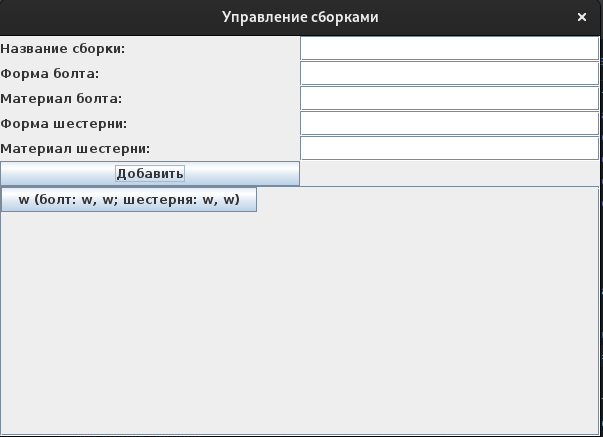 Управление сборками
Название сборки:
Форма болта:
Материал болта:
Форма шестерни:
Материал шестерни:
Добавить
w (болт: w, w; шестерня: w, w)